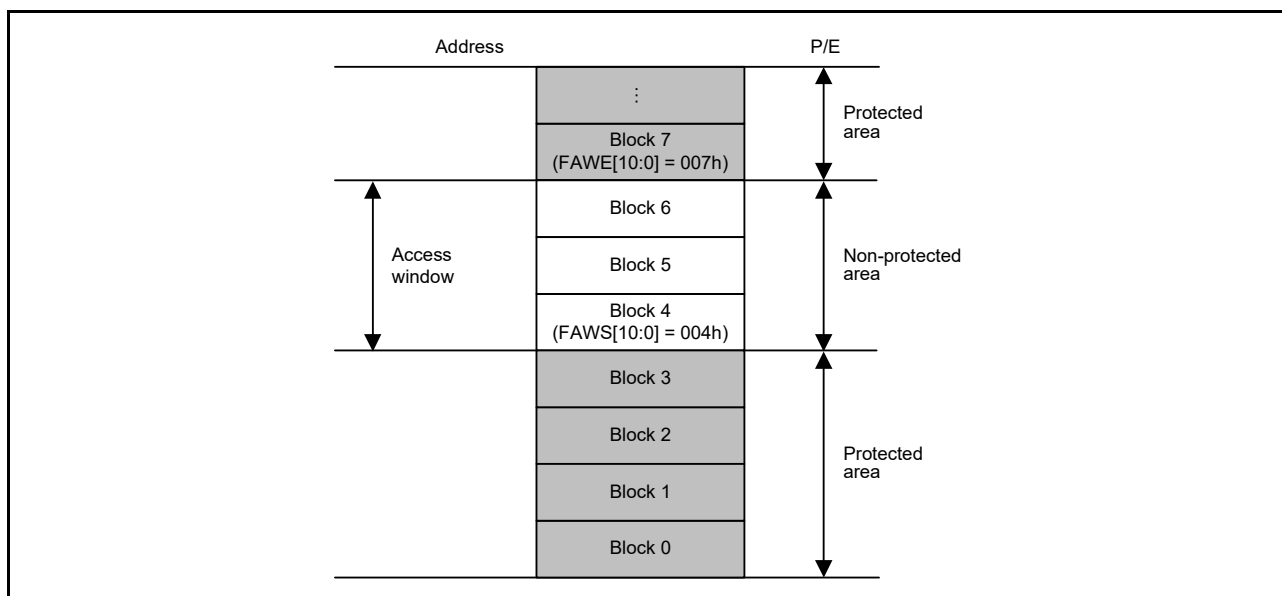 Address
P/E
⋮
Protected
area
Block 7
(FAWE[10:0] = 007h)
Block 6
Access
window
Block 5
Non-protected
area
Block 4
(FAWS[10:0] = 004h)
Block 3
Block 2
Protected
area
Block 1
Block 0